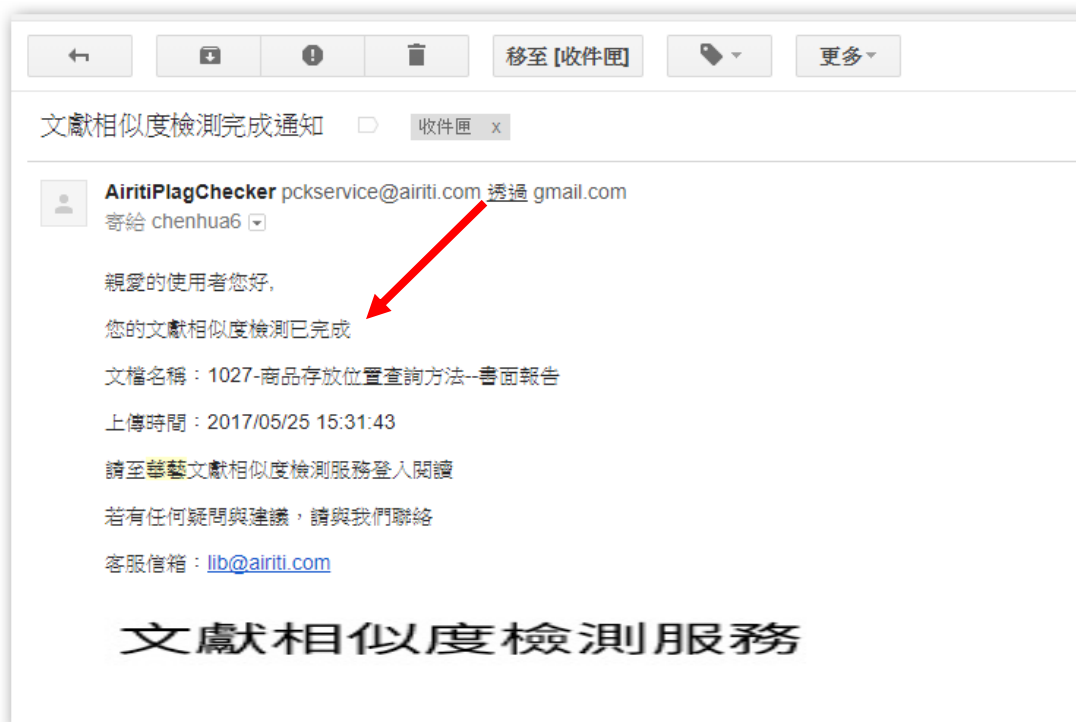 移至 [收件匣]
更多
文獻相似度檢測完成通知 收件匣 x
AiritiPlagChecker pckservice@airiti.com 透過 gmail.com
寄給 chenhua6
親愛的使用者您好,
您的文獻相似度檢測已完成
文檔名稱：1027-商品存放位置查詢方法--書面報告
上傳時間：2017/05/25 15:31:43
請至華藝文獻相似度檢測服務登入閱讀
若有任何疑問與建議，請與我們聯絡
客服信箱：lib@airiti.com
文獻相似度檢測服務